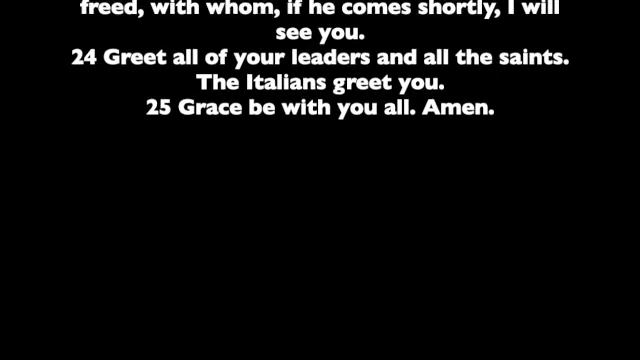 freed, with whom, if he comes shortly, I will
see you.
24 Greet all of your leaders and all the saints.
The Italians greet you.
25 Grace be with you all. Amen.